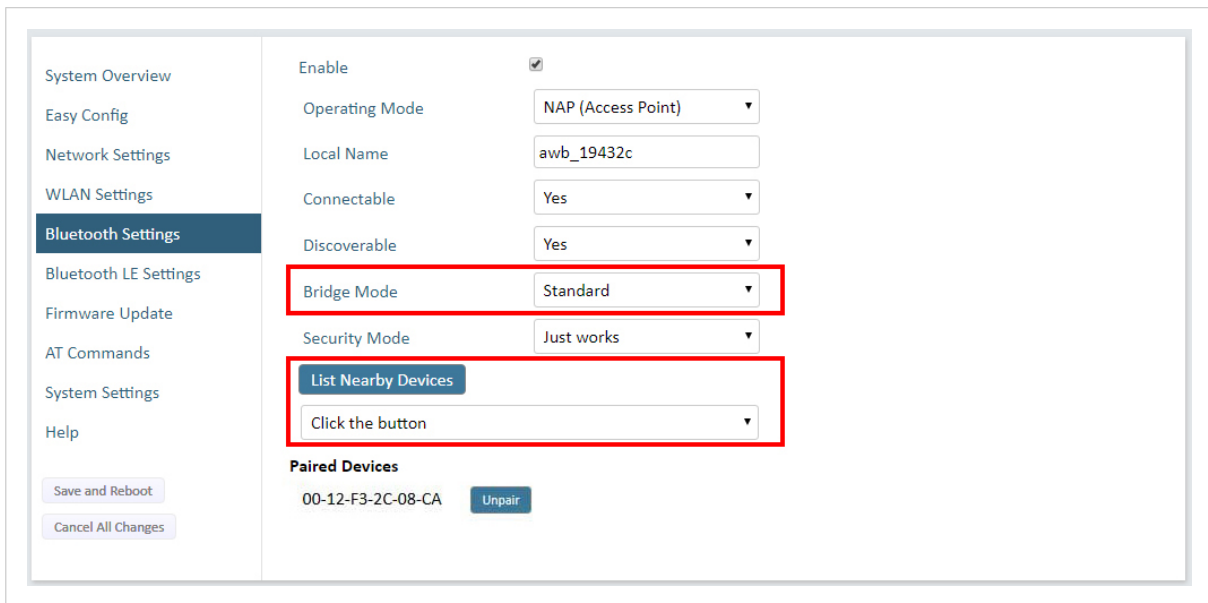 System Overview
Easy Config
Network Settings
WLAN Settings
Bluetooth Settings
Bluetooth LE Settings
Firmware Update
AT Commands
System Settings
Help
Save and Reboot
Cancel All Changes
Enable
Operating Mode NAP (Access Point)
Local Name awb_19432c
Connectable Yes
Discoverable Yes
Bridge Mode Standard
Security Mode Just works
List Nearby Devices
Click the button
Paired Devices
00-12-F3-2C-08-CA Unpair